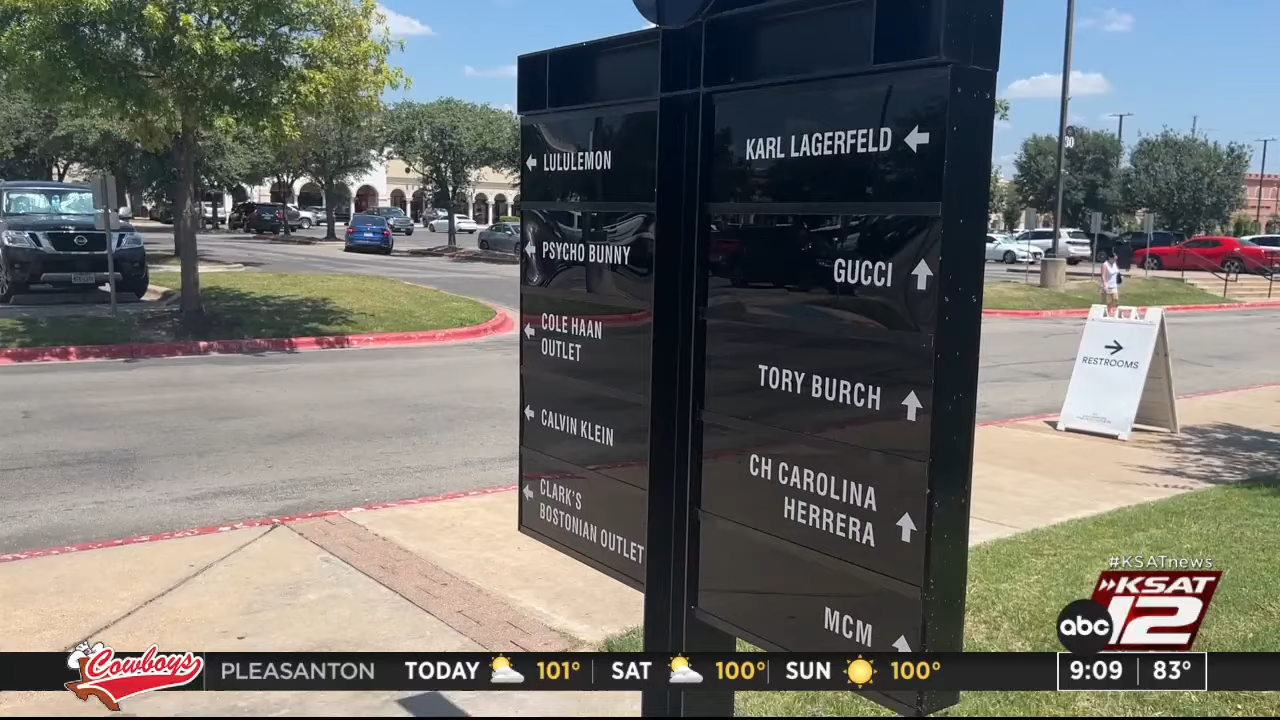 LULULEMON
PSYCHO BUNNY
COLE HAAN
OUTLET
CALVIN KLEIN
CLARK'S
BOSTONIAN OUTLET
KARL LAGERFELD
GUCCI
TORY BURCH
CH CAROLINA
HERRERA
MCM
30
RESTROOMS
#KSATnews
KSAT
abc 12
Cowboys
PLEASANTON TODAY 101° SAT 100° SUN 100°
9:09 83°